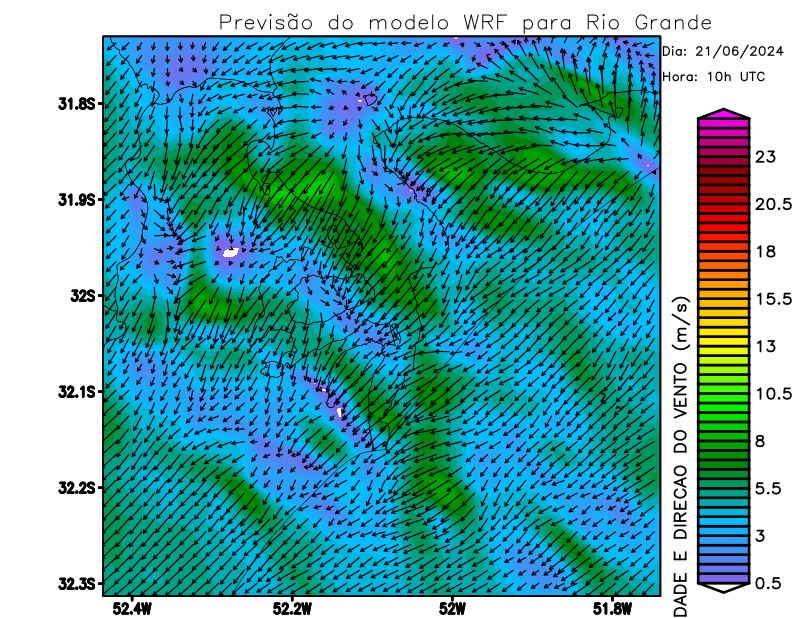 Previsão do modelo WRF para Rio Grande
Dia: 21/06/2024
Hora: 10h UTC
31.8S
31.9S
32S
32.1S
32.2S
32.3S
52.4W
52.2W
52W
51.8W
23
20.5
18
15.5
13
10.5
8
5.5
3
0.5
DADE E DIRECAO DO VENTO (m/s)